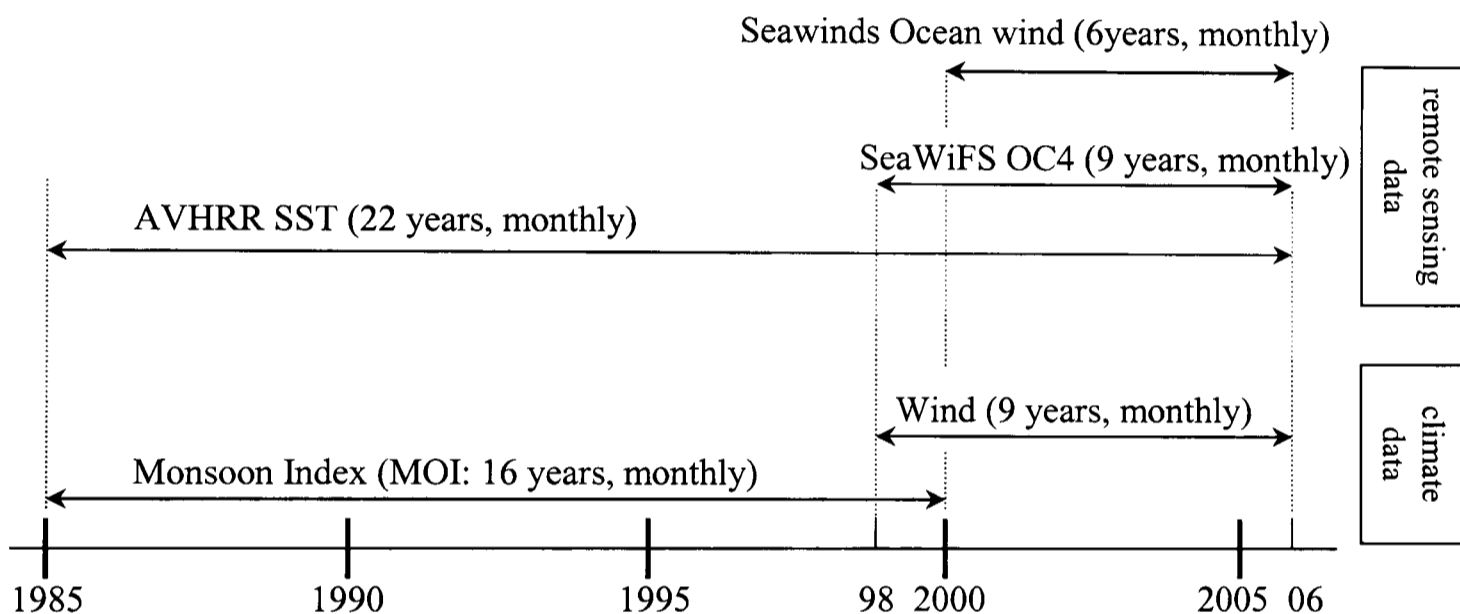 Seawinds Ocean wind (6years, monthly)
SeaWiFS OC4 (9 years, monthly)
AVHRR SST (22 years, monthly)
remote sensing
data
Wind (9 years, monthly)
Monsoon Index (MOI: 16 years, monthly)
climate
data
1985 1990 1995 98 2000 2005 06